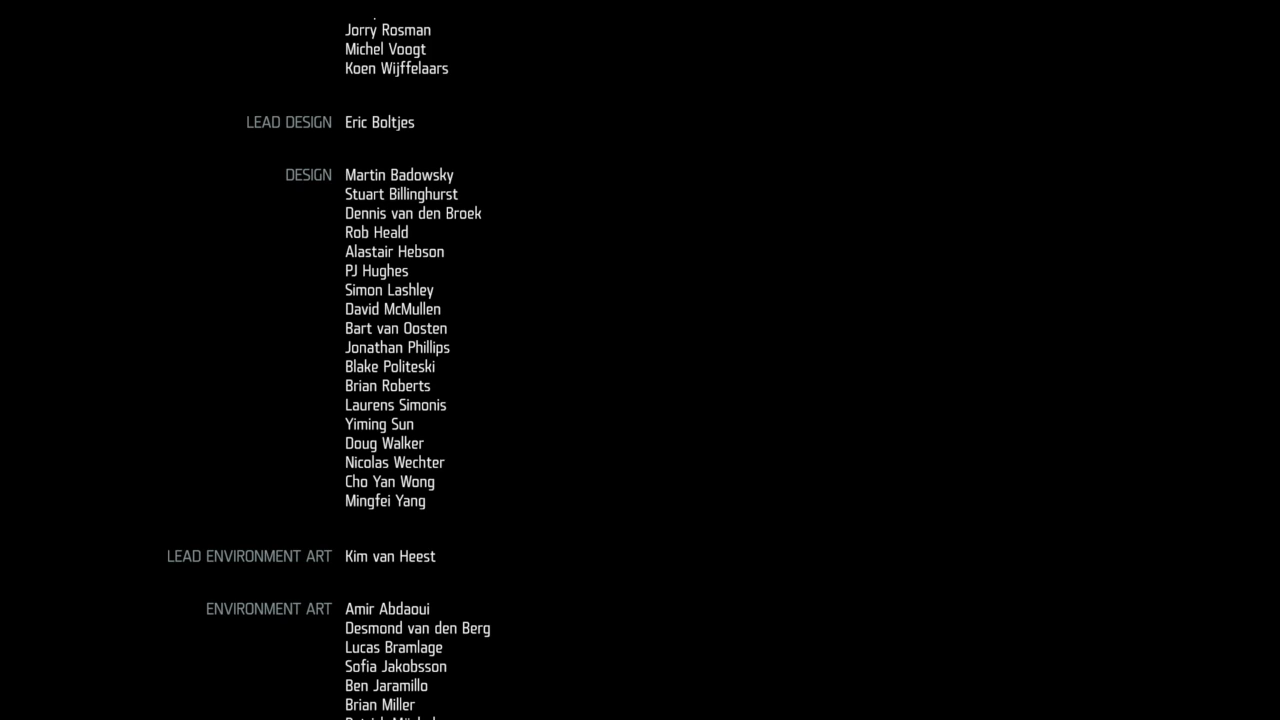 Jorry Rosman
Michel Voogt
Koen Wijffelaars
LEAD DESIGN Eric Boltjes
DESIGN Martin Badowsky
Stuart Billinghurst
Dennis van den Broek
Rob Heald
Alastair Hebson
PJ Hughes
Simon Lashley
David McMullen
Bart van Oosten
Jonathan Phillips
Blake Politeski
Brian Roberts
Laurens Simonis
Yiming Sun
Doug Walker
Nicolas Wechter
Cho Yan Wong
Mingfei Yang
LEAD ENVIRONMENT ART Kim van Heest
ENVIRONMENT ART Amir Abdaoui
Desmond van den Berg
Lucas Bramlage
Sofia Jakobsson
Ben Jaramillo
Brian Miller